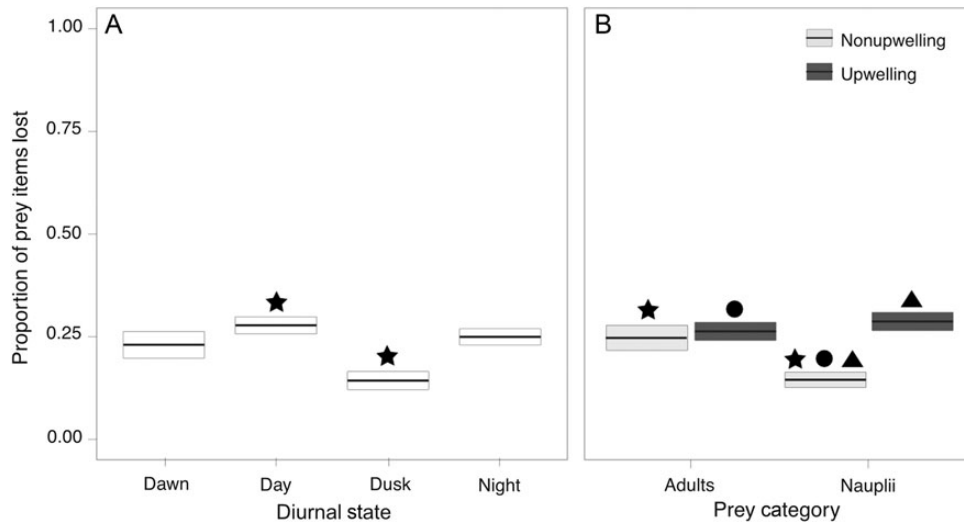 A
B
Nonupwelling
Upwelling
Proportion of prey items lost
1.00
0.75
0.50
0.25
0.00
Dawn Day Dusk Night
Diurnal state
Adults Nauplii
Prey category